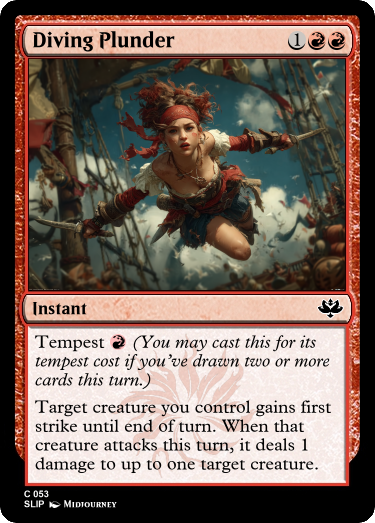 Diving Plunder 1
Instant
Tempest (You may cast this for its
tempest cost if you've drawn two or more
cards this turn.)
Target creature you control gains first
strike until end of turn. When that
creature attacks this turn, it deals 1
damage to up to one target creature.
C 053
SLIP Midjourney